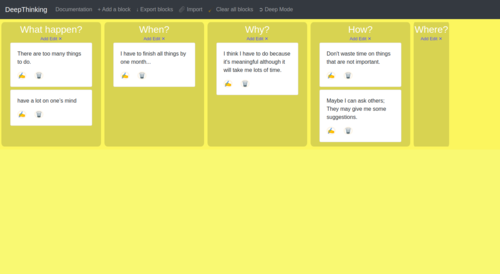 DeepThinking Documentation + Add a block ↓ Export blocks 🔗 Import Clear all blocks Deep Mode
What happen?
Add Edit ✕
There are too many things
to do.
have a lot on one's mind
When?
Add Edit ✕
I have to finish all things by
one month...
Why?
Add Edit ✕
I think I have to do because
it's meaningful although it
will take me lots of time.
How?
Add Edit ✕
Don't waste time on things
that are not important.
Maybe I can ask others;
They may give me some
suggestions.
Where?
Add Edit ✕